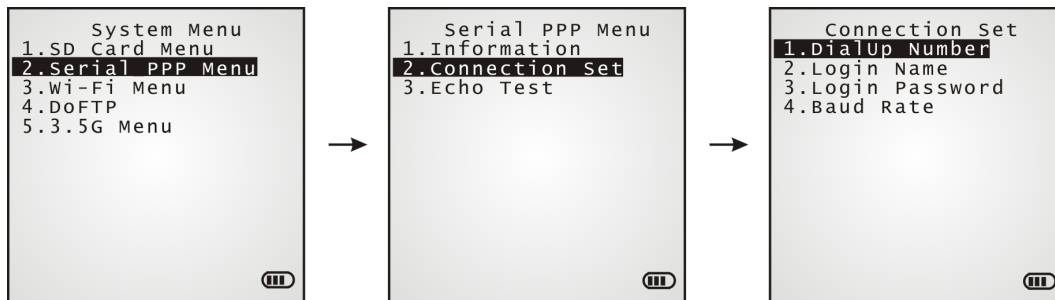 System Menu
1.SD Card Menu
2.Serial PPP Menu
3.Wi-Fi Menu
4.DoFTP
5.3.5G Menu
Serial PPP Menu
1.Information
2.Connection Set
3.Echo Test
Connection Set
1.DialUp Number
2.Login Name
3.Login Password
4.Baud Rate